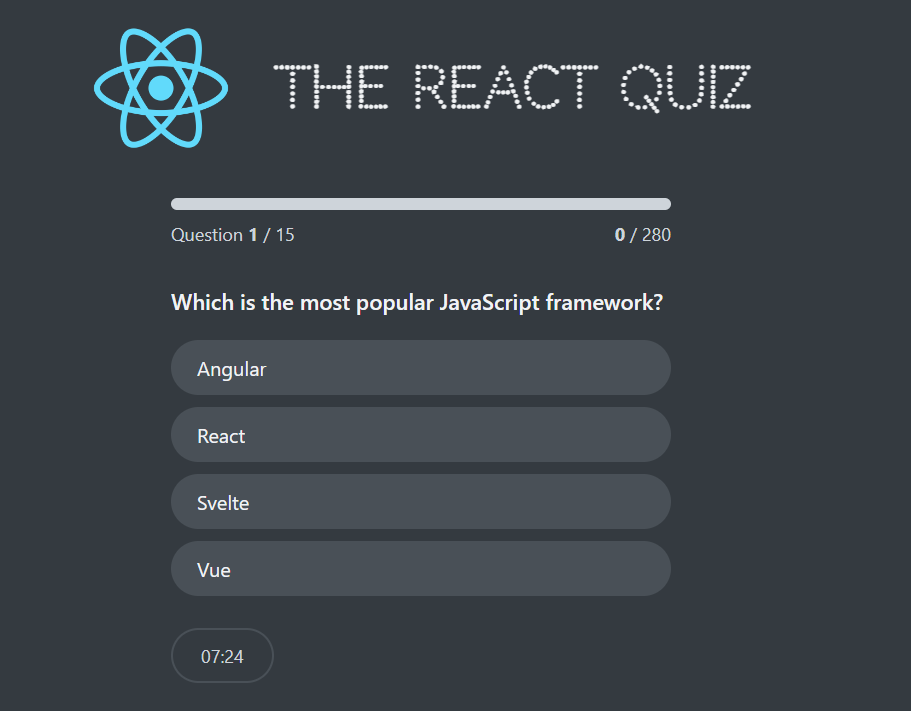 THE REACT QUIZ
Question 1 / 15
0 / 280
Which is the most popular JavaScript framework?
Angular
React
Svelte
Vue
07:24